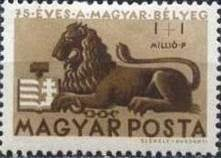 75·ÉVES·A·MAGYAR·BÉLYEG
1+1
MILLIÓ·P
MAGYAR POSTA